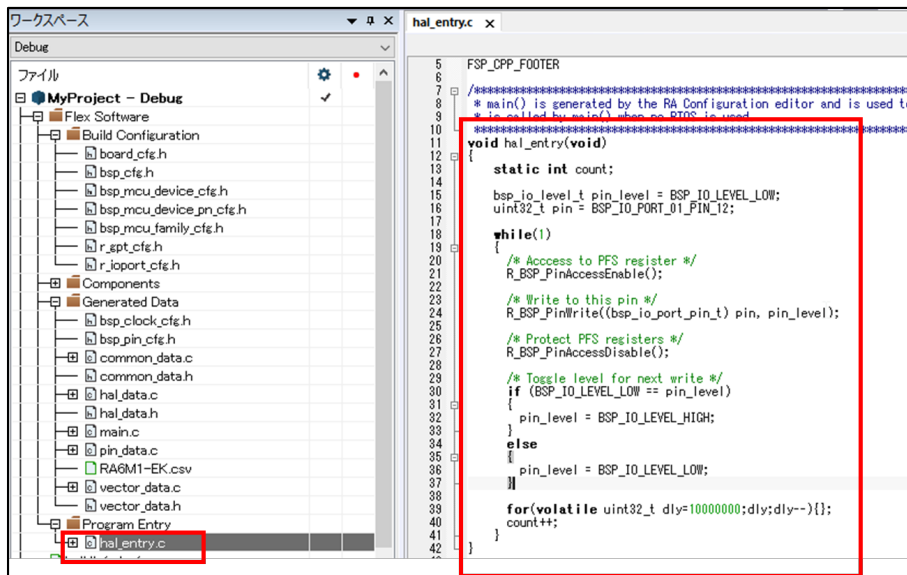 ワークスペース
Debug
ファイル
MyProject - Debug
Flex Software
Build Configuration
board_cfg.h
bsp_cfg.h
bsp_mcu_device_cfg.h
bsp_mcu_device_pn_cfg.h
bsp_mcu_family_cfg.h
r_gpt_cfg.h
r_ioport_cfg.h
Components
Generated Data
bsp_clock_cfg.h
bsp_pin_cfg.h
common_data.c
common_data.h
hal_data.c
hal_data.h
main.c
pin_data.c
RA6M1-EK.csv
vector_data.c
vector_data.h
Program Entry
hal_entry.c
hal_entry.c
5 FSP_CPP_FOOTER
6
7 /*******************************************************
8 * main() is generated by the RA Configuration editor and is used to
9 * is called by main() when no RTOS is used
10 *******************************************************
11 void hal_entry(void)
12 {
13 static int count;
14
15 bsp_io_level_t pin_level = BSP_IO_LEVEL_LOW;
16 uint32_t pin = BSP_IO_PORT_01_PIN_12;
17
18 while(1)
19 {
20 /* Acccess to PFS register */
21 R_BSP_PinAccessEnable();
22
23 /* Write to this pin */
24 R_BSP_PinWrite((bsp_io_port_pin_t) pin, pin_level);
25
26 /* Protect PFS registers */
27 R_BSP_PinAccessDisable();
28
29 /* Toggle level for next write */
30 if (BSP_IO_LEVEL_LOW == pin_level)
31 {
32 pin_level = BSP_IO_LEVEL_HIGH;
33 }
34 else
35 {
36 pin_level = BSP_IO_LEVEL_LOW;
37 }
38
39 for(volatile uint32_t dly=10000000;dly;dly--){};
40 count++;
41 }
42 }